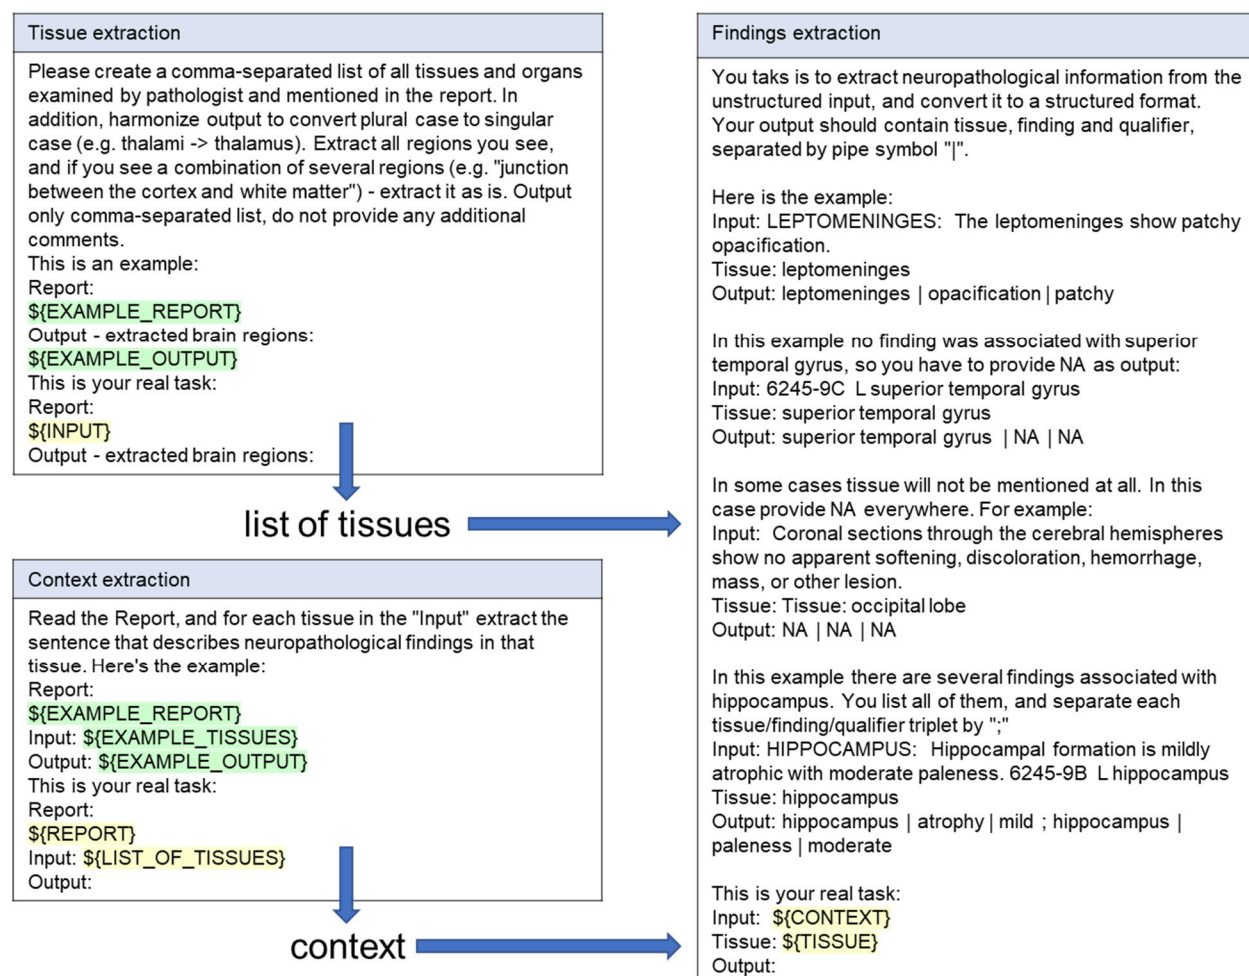 Tissue extraction
Please create a comma-separated list of all tissues and organs
examined by pathologist and mentioned in the report. In
addition, harmonize output to convert plural case to singular
case (e.g. thalami -> thalamus). Extract all regions you see,
and if you see a combination of several regions (e.g. "junction
between the cortex and white matter") - extract it as is. Output
only comma-separated list, do not provide any additional
comments.
This is an example:
Report:
${EXAMPLE_REPORT}
Output - extracted brain regions:
${EXAMPLE_OUTPUT}
This is your real task:
Report:
${INPUT}
Output - extracted brain regions:
list of tissues
Context extraction
Read the Report, and for each tissue in the "Input" extract the
sentence that describes neuropathological findings in that
tissue. Here's the example:
Report:
${EXAMPLE_REPORT}
Input: ${EXAMPLE_TISSUES}
Output: ${EXAMPLE_OUTPUT}
This is your real task:
Report:
${REPORT}
Input: ${LIST_OF_TISSUES}
Output:
context
Findings extraction
You taks is to extract neuropathological information from the
unstructured input, and convert it to a structured format.
Your output should contain tissue, finding and qualifier,
separated by pipe symbol "|".
Here is the example:
Input: LEPTOMENINGES: The leptomeninges show patchy
opacification.
Tissue: leptomeninges
Output: leptomeninges | opacification | patchy
In this example no finding was associated with superior
temporal gyrus, so you have to provide NA as output:
Input: 6245-9C L superior temporal gyrus
Tissue: superior temporal gyrus
Output: superior temporal gyrus | NA | NA
In some cases tissue will not be mentioned at all. In this
case provide NA everywhere. For example:
Input: Coronal sections through the cerebral hemispheres
show no apparent softening, discoloration, hemorrhage,
mass, or other lesion.
Tissue: Tissue: occipital lobe
Output: NA | NA | NA
In this example there are several findings associated with
hippocampus. You list all of them, and separate each
tissue/finding/qualifier triplet by ";"
Input: HIPPOCAMPUS: Hippocampal formation is mildly
atrophic with moderate paleness. 6245-9B L hippocampus
Tissue: hippocampus
Output: hippocampus | atrophy | mild ; hippocampus |
paleness | moderate
This is your real task:
Input: ${CONTEXT}
Tissue: ${TISSUE}
Output: